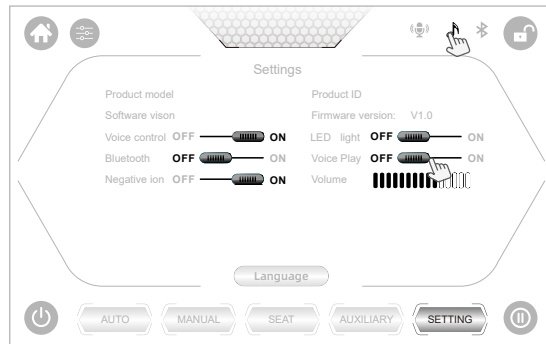 Settings
Product model Product ID
Software vison Firmware version: V1.0
Voice control OFF ON LED light OFF ON
Bluetooth OFF ON Voice Play OFF ON
Negative ion OFF ON Volume
Language
AUTO MANUAL SEAT AUXILIARY SETTING